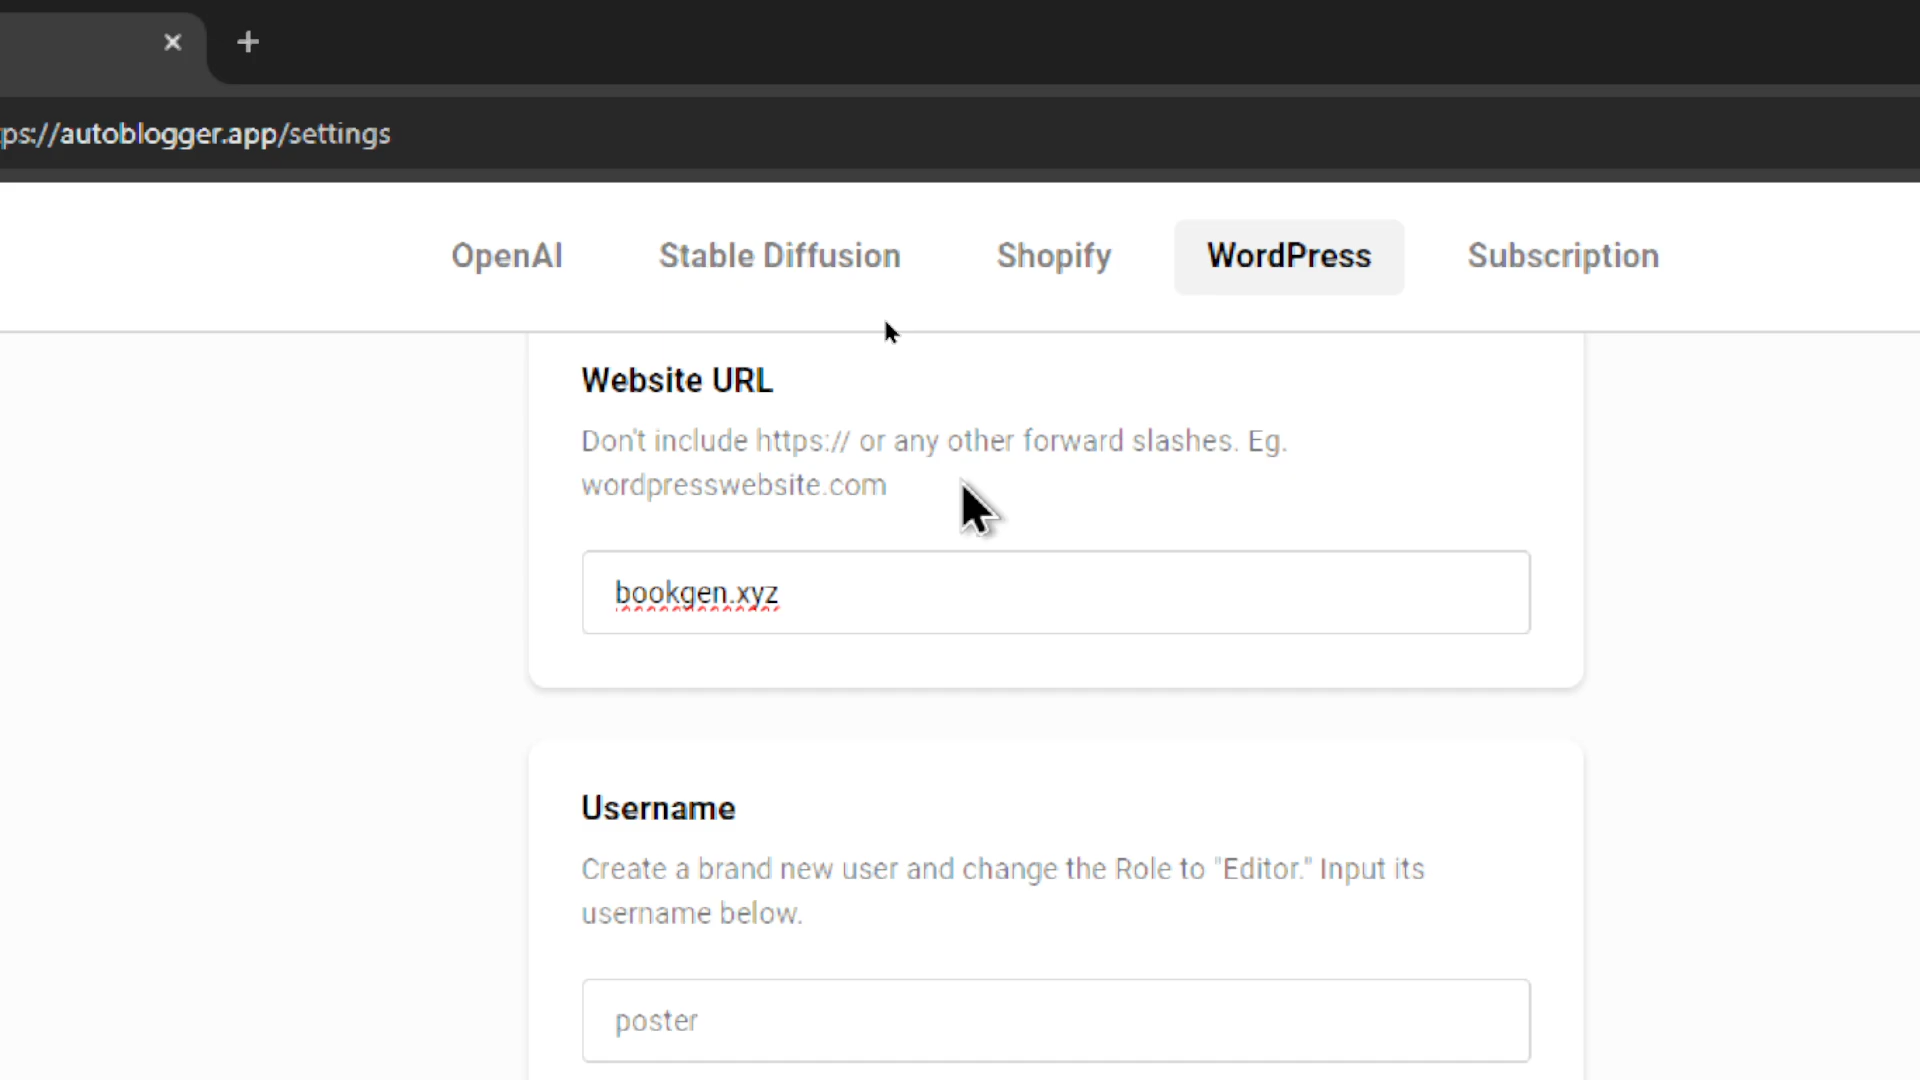 ps://autoblogger.app/settings
OpenAI Stable Diffusion Shopify WordPress Subscription
Website URL
Don't include https:// or any other forward slashes. Eg.
wordpresswebsite.com
bookgen.xyz
Username
Create a brand new user and change the Role to "Editor." Input its
username below.
poster